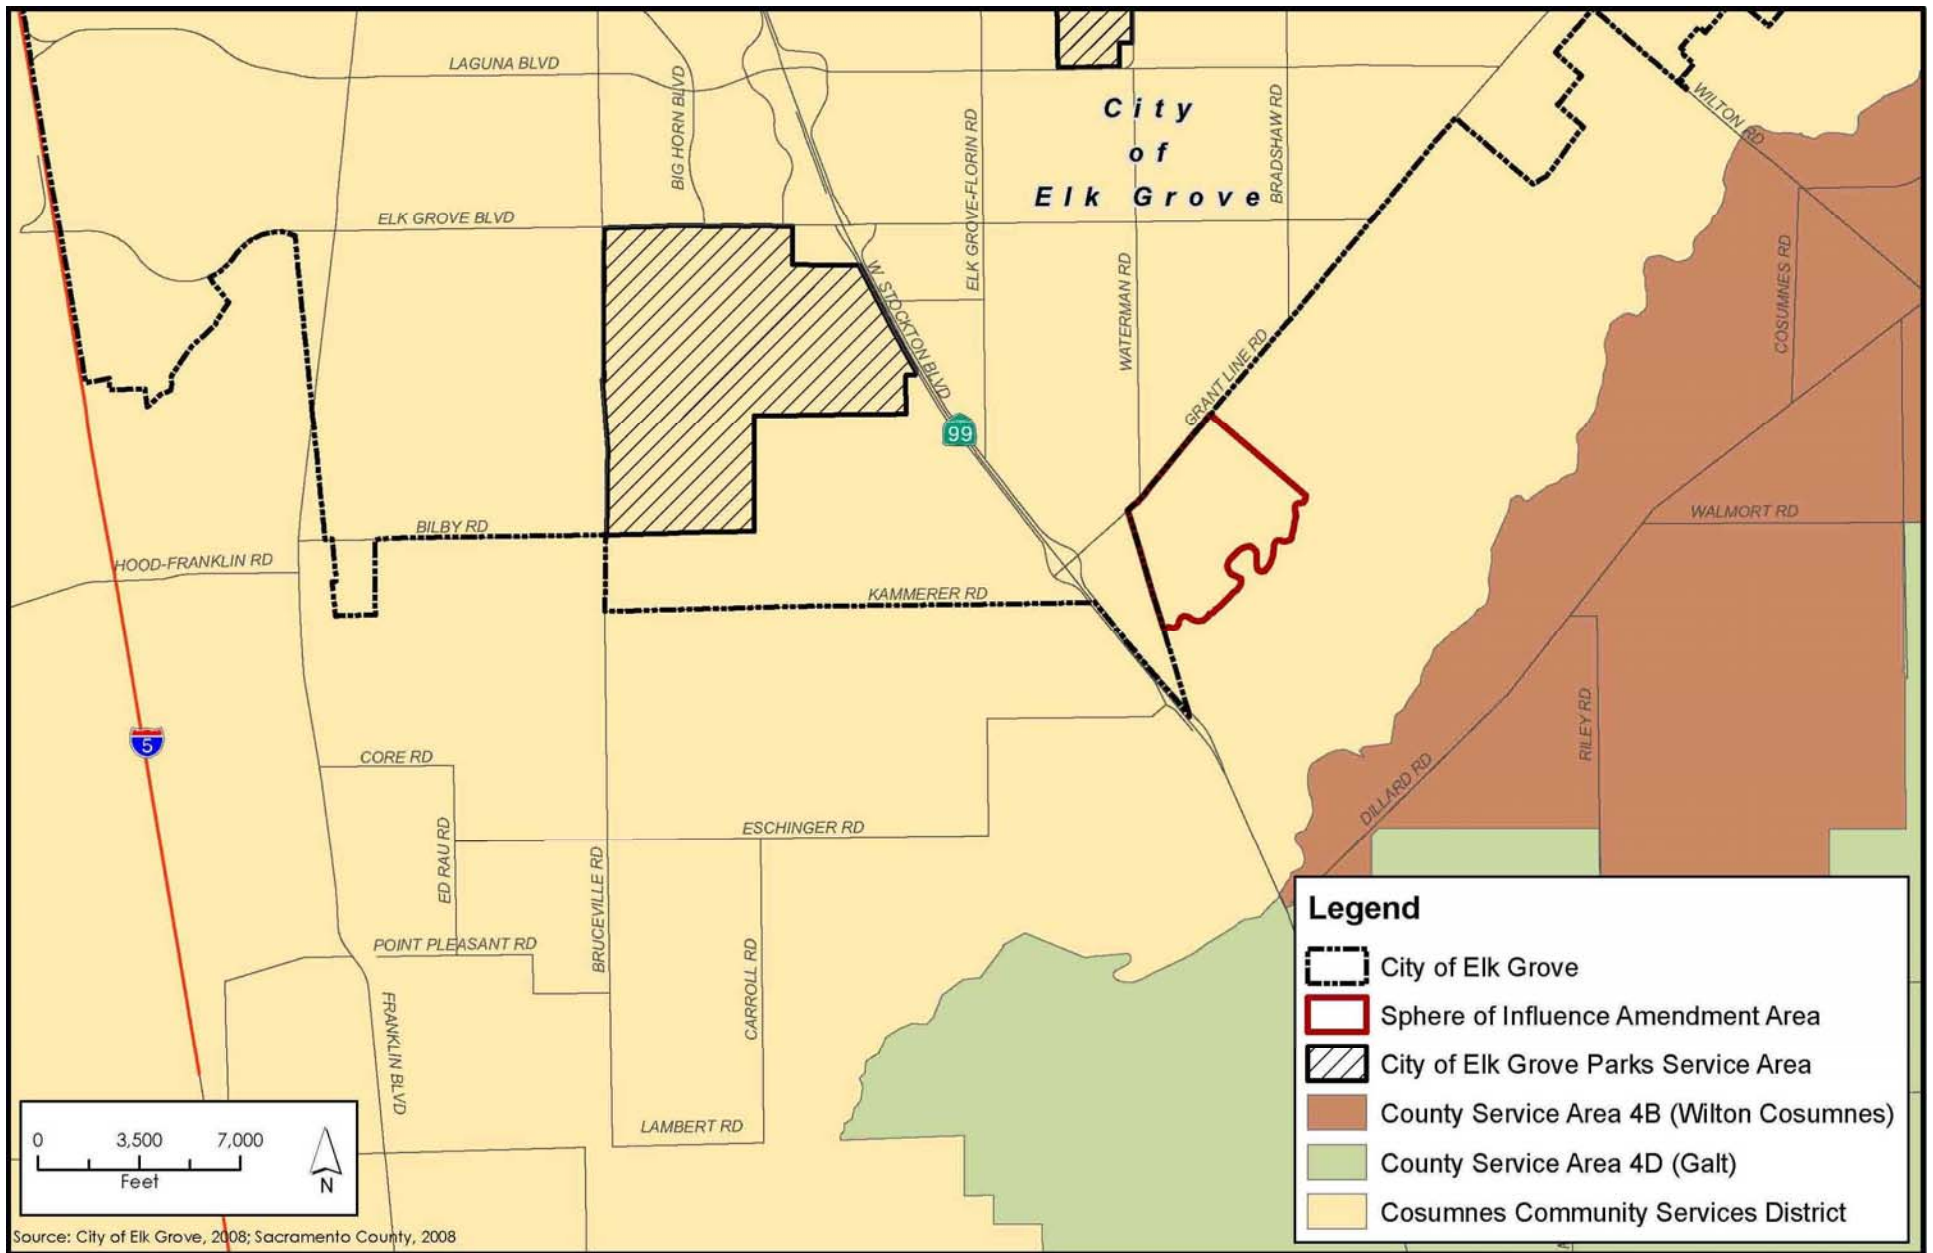 LAGUNA BLVD
BIG HORN BLVD
ELK GROVE-FLORIN RD
City
of
Elk Grove
BRADSHAW RD
WILTON RD
ELK GROVE BLVD
W STOCKTON BLVD
WATERMAN RD
COSUMNES RD
GRANT LINE RD
99
BILBY RD
HOOD-FRANKLIN RD
KAMMERER RD
WALMORT RD
5
CORE RD
RILEY RD
DILLARD RD
ED RAU RD
ESCHINGER RD
BRUCEVILLE RD
POINT PLEASANT RD
CARROLL RD
FRANKLIN BLVD
LAMBERT RD
Legend
City of Elk Grove
Sphere of Influence Amendment Area
City of Elk Grove Parks Service Area
County Service Area 4B (Wilton Cosumnes)
County Service Area 4D (Galt)
Cosumnes Community Services District
0 3,500 7,000
Feet
N
Source: City of Elk Grove, 2008; Sacramento County, 2008